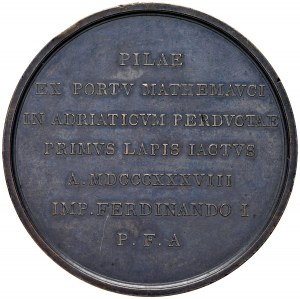 PILAE
EX PORTV MATHEMAVCI
IN ADRIATICVM PERDVCTAE
PRIMVS LAPIS IACTVS
A. MDCCCXXXVIII
IMP. FERDINANDO I.
P. F. A